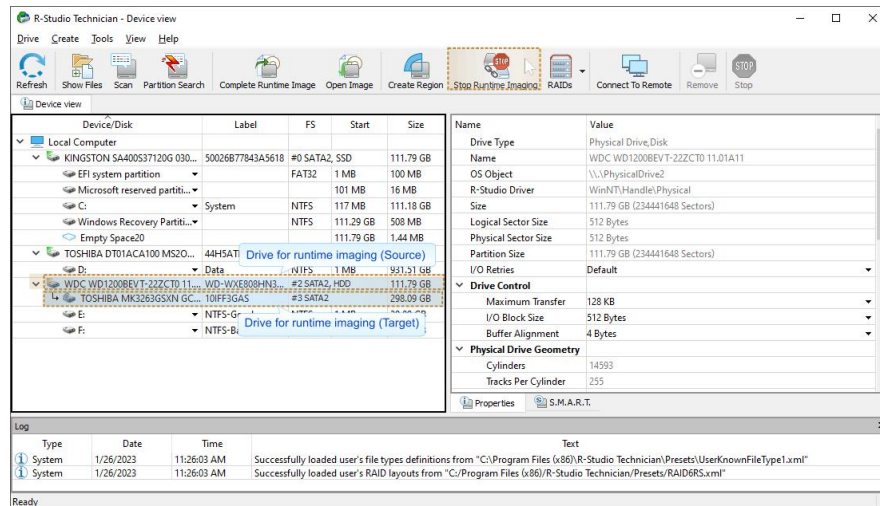 R-Studio Technician - Device view
Drive Create Tools View Help
Refresh Show Files Scan Partition Search Complete Runtime Image Open Image Create Region Stop Runtime Imaging RAIDs Connect To Remote Remove Stop
Device view
Device/Disk Label FS Start Size
Local Computer
KINGSTON SA400S37120G 030... 50026B77843A5618 #0 SATA2, SSD 111.79 GB
EFI system partition FAT32 1 MB 100 MB
Microsoft reserved partiti... 101 MB 16 MB
C: System NTFS 117 MB 111.18 GB
Windows Recovery Partiti... NTFS 111.29 GB 508 MB
Empty Space20 111.79 GB 1.44 MB
TOSHIBA DT01ACA100 MS2O... 44H5AT
Drive for runtime imaging (Source)
D: Data NTFS 1 MB 931.51 GB
WDC WD1200BEVT-22ZCT0 11.... WD-WXE808HN3... #2 SATA2, HDD 111.79 GB
TOSHIBA MK3263GSXN GC... 10IFF3GAS #3 SATA2 298.09 GB
E:
Drive for runtime imaging (Target)
F:
Name Value
Drive Type Physical Drive,Disk
Name WDC WD1200BEVT-22ZCT0 11.01A11
OS Object \\.\PhysicalDrive2
R-Studio Driver WinNT\Handle\Physical
Size 111.79 GB (234441648 Sectors)
Logical Sector Size 512 Bytes
Physical Sector Size 512 Bytes
Partition Size 111.79 GB (234441648 Sectors)
I/O Retries Default
Drive Control
Maximum Transfer 128 KB
I/O Block Size 512 Bytes
Buffer Alignment 4 Bytes
Physical Drive Geometry
Cylinders 14593
Tracks Per Cylinder 255
Properties S.M.A.R.T.
Log
Type Date Time Text
System 1/26/2023 11:26:03 AM Successfully loaded user's file types definitions from "C:\Program Files (x86)\R-Studio Technician\Presets\UserKnownFileType1.xml"
System 1/26/2023 11:26:03 AM Successfully loaded user's RAID layouts from "C:/Program Files (x86)/R-Studio Technician/Presets/RAID6RS.xml"
Ready